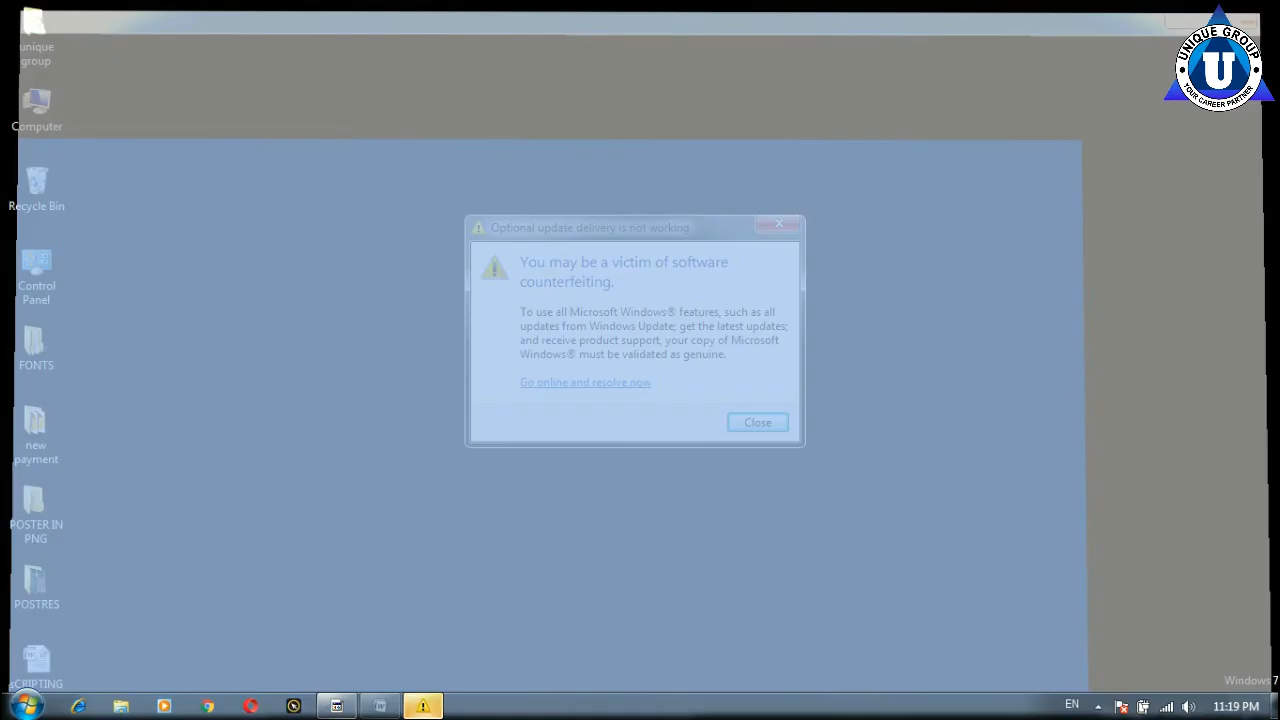 unique
group
Computer
Recycle Bin
Control
Panel
FONTS
new
payment
POSTER IN
PNG
POSTRES
sCRIPTING
UNIQUE GROUP
U
YOUR CAREER PARTNER
Optional update delivery is not working
You may be a victim of software
counterfeiting.
To use all Microsoft Windows® features, such as all
updates from Windows Update; get the latest updates;
and receive product support, your copy of Microsoft
Windows® must be validated as genuine.
Go online and resolve now
Close
Windows 7
EN
11:19 PM